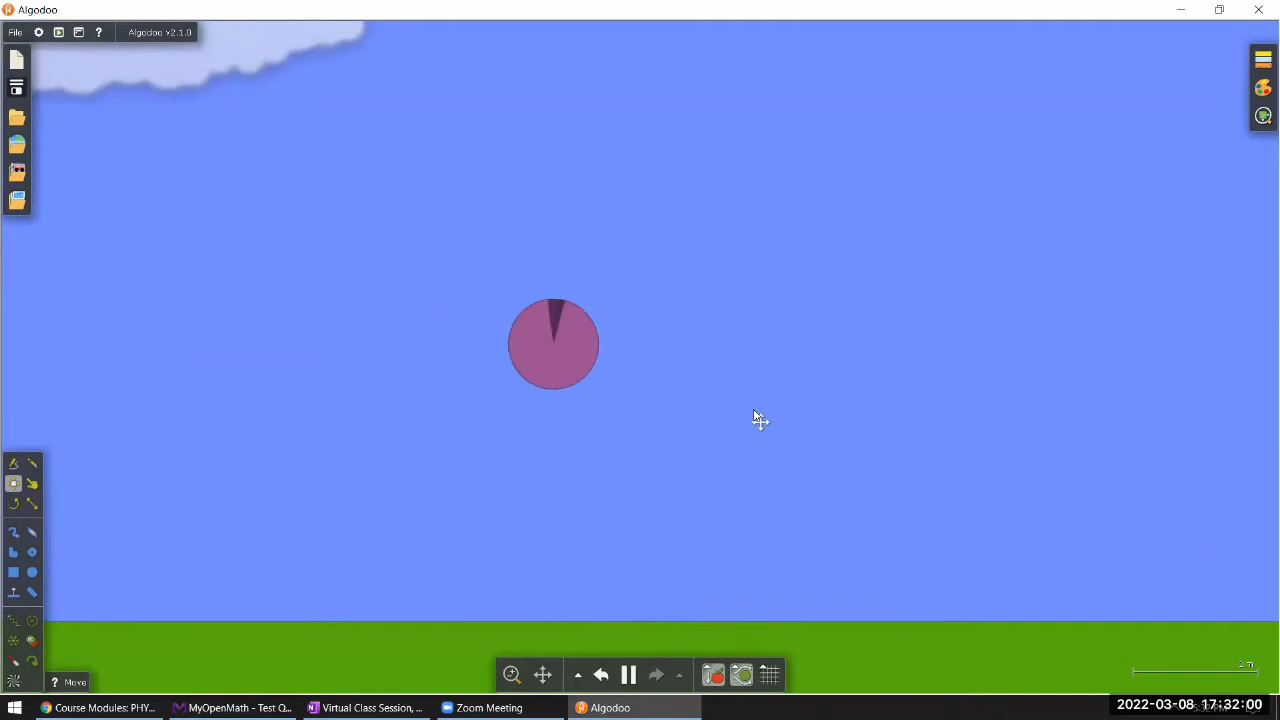 Algodoo
File ? Algodoo v2.1.0
? Move
1 m
Course Modules: PHY... MyOpenMath - Test Q... Virtual Class Session, ... Zoom Meeting Algodoo
2022-03-08 17:32:00